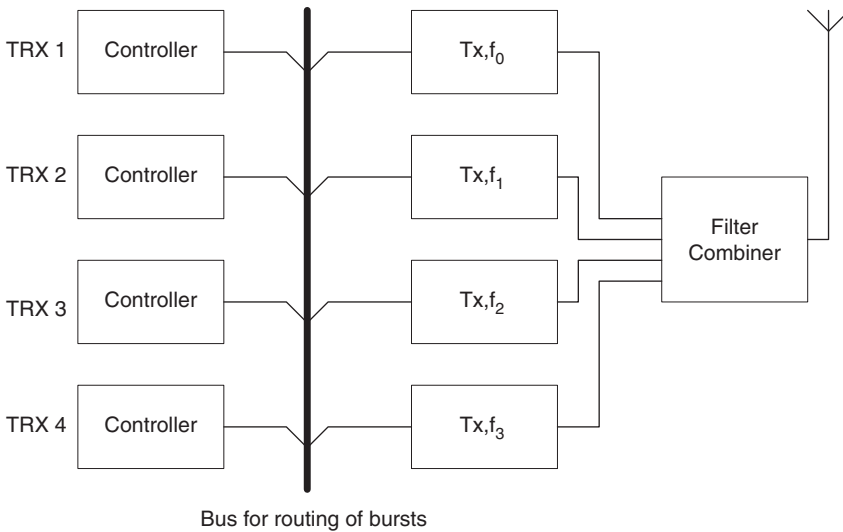 TRX 1
Controller
Tx,f0
TRX 2
Controller
Tx,f1
Filter
Combiner
TRX 3
Controller
Tx,f2
TRX 4
Controller
Tx,f3
Bus for routing of bursts